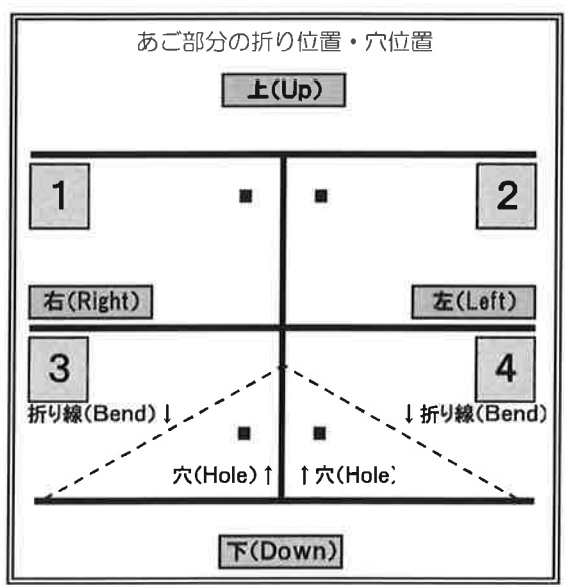 あご部分の折り位置・穴位置
上(Up)
1
2
右(Right)
左(Left)
3
4
折り線(Bend)↓
↓折り線(Bend)
穴(Hole)↑
↑穴(Hole)
下(Down)